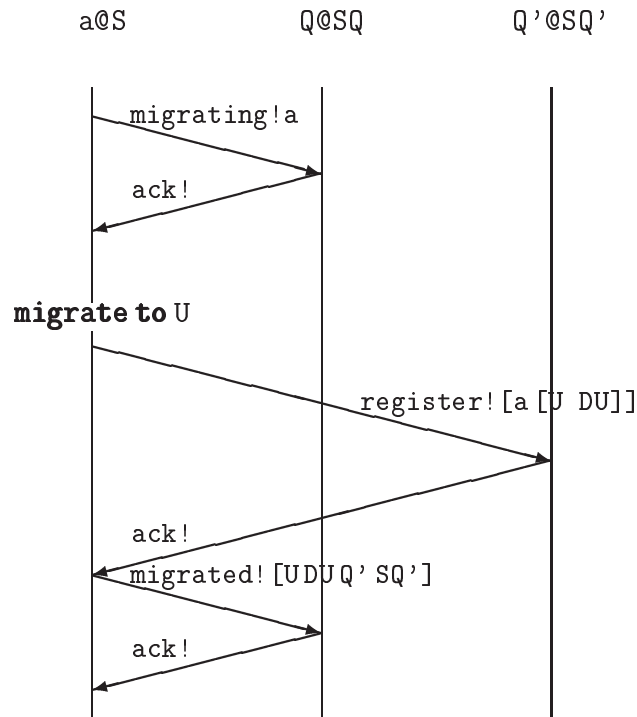 a@S Q@SQ Q'@SQ'
migrating!a
ack!
migrate to U
register![a [U DU]]
ack!
migrated![U DU Q' SQ']
ack!